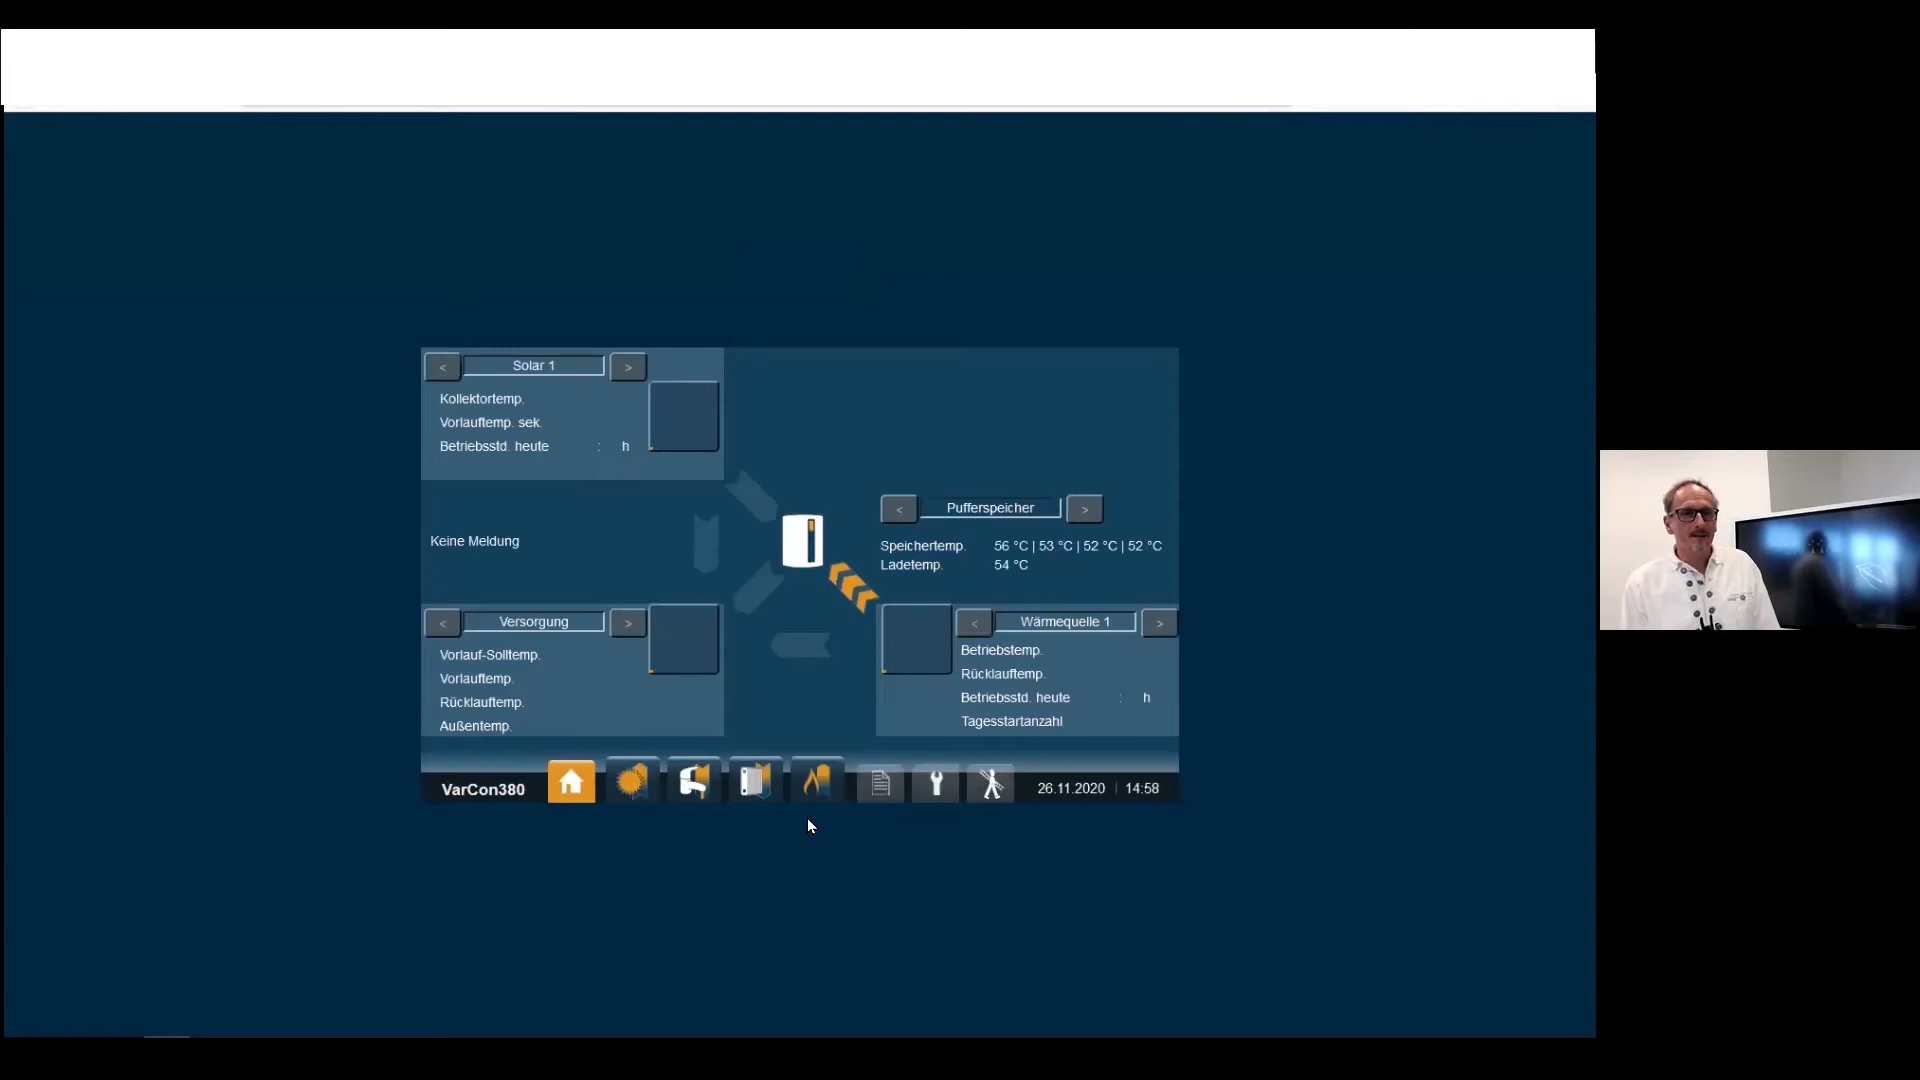 < Solar 1 >
Kollektortemp.
Vorlauftemp. sek.
Betriebsstd. heute : h
Keine Meldung
< Pufferspeicher >
Speichertemp. 56 °C | 53 °C | 52 °C | 52 °C
Ladetemp. 54 °C
< Versorgung >
Vorlauf-Solltemp.
Vorlauftemp.
Rücklauftemp.
Außentemp.
< Wärmequelle 1 >
Betriebstemp.
Rücklauftemp.
Betriebsstd. heute : h
Tagesstartanzahl
VarCon380
26.11.2020 | 14:58